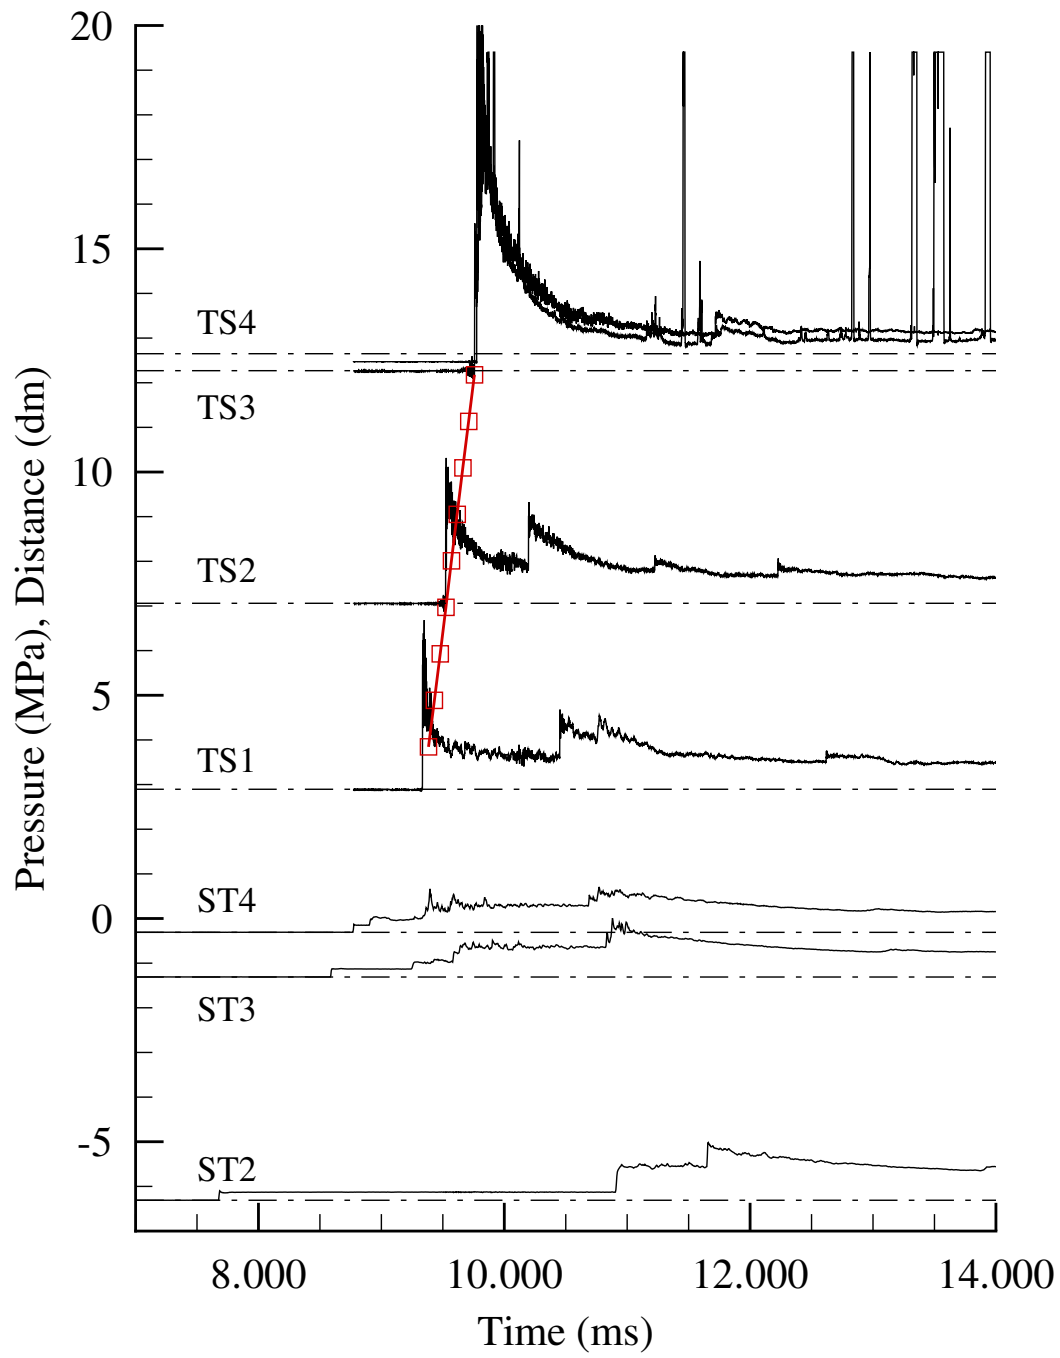 20
15
TS4
TS3
10
TS2
5
TS1
ST4
0
ST3
-5
ST2
8.000 10.000 12.000 14.000
Time (ms)
Pressure (MPa), Distance (dm)